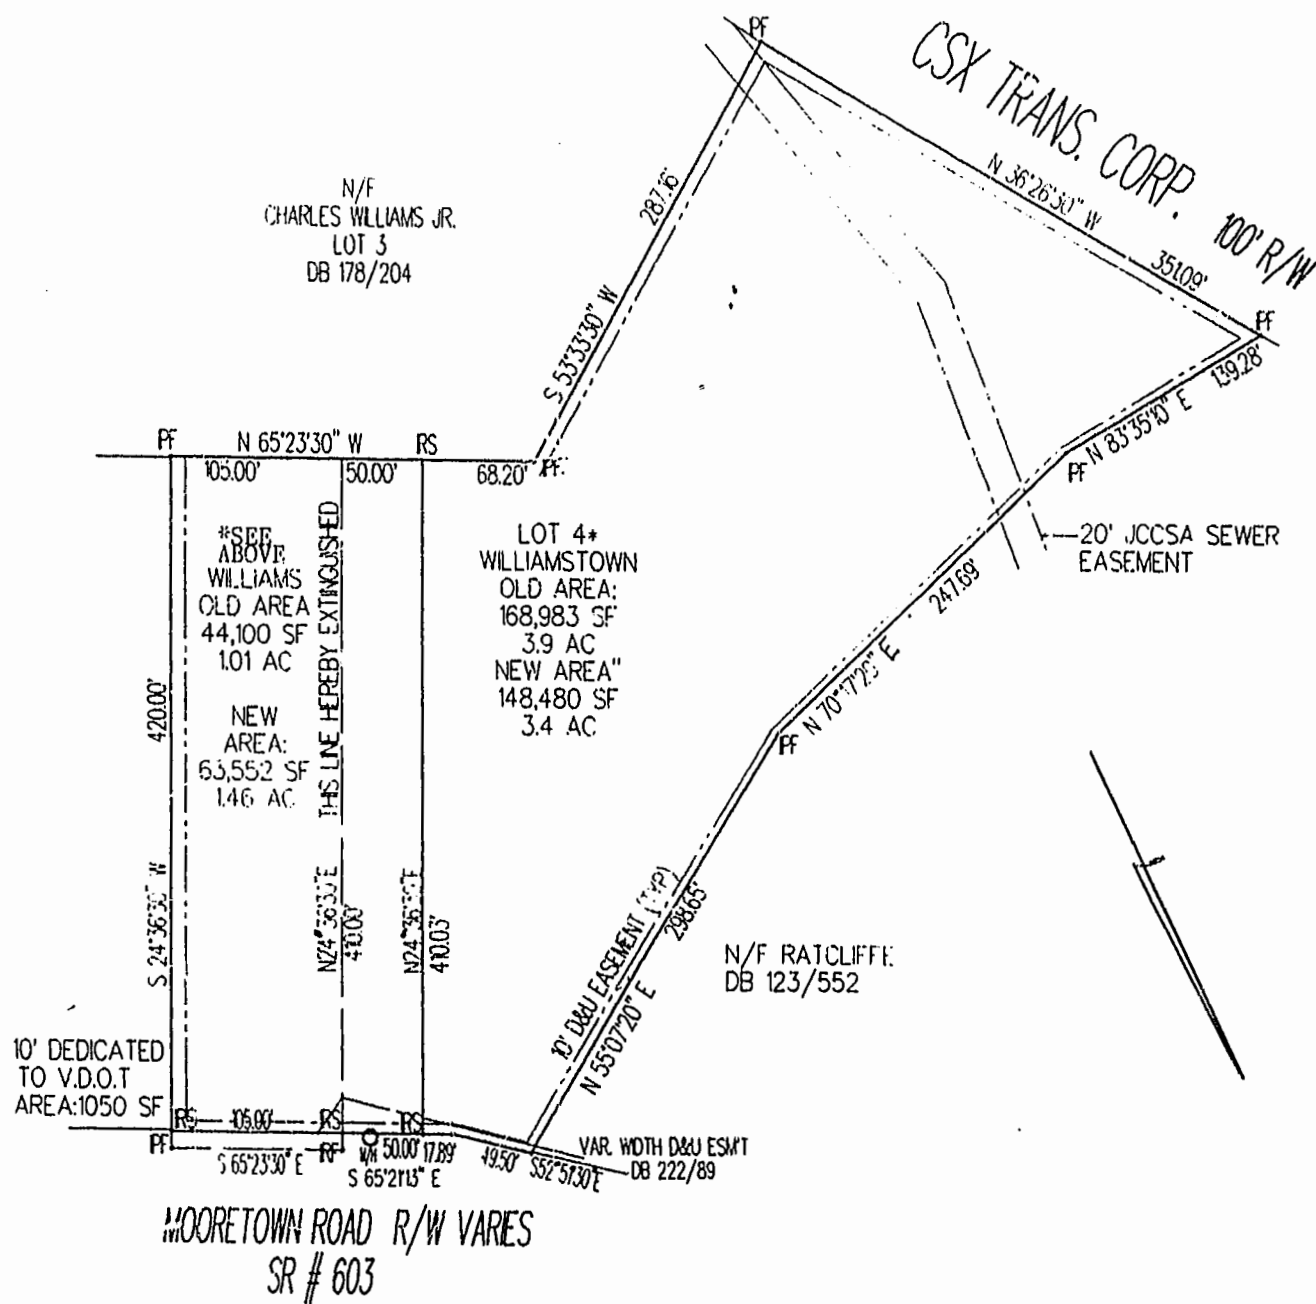 PF
CSX TRANS. CORP. 100' R/W
N 36°26'30" W
351.09'
PF
287.16'
S 53°33'30" W
N/F
CHARLES WILLIAMS JR.
LOT 3
DB 178/204
139.28'
N 83°35'10" E
PF
PF
N 65°23'30" W
RS
105.00'
50.00'
68.20'
PF
*SEE
ABOVE
WILLIAMS
OLD AREA
44,100 SF
1.01 AC
NEW
AREA:
63,552 SF
1.46 AC
THIS LINE HEREBY EXTINGUISHED
LOT 4*
WILLIAMSTOWN
OLD AREA:
168,983 SF
3.9 AC
NEW AREA"
148,480 SF
3.4 AC
20' JCCSA SEWER
EASEMENT
247.69'
N 70°17'20" E
PF
420.00'
S 24°36'30" W
N24°36'30"E
410.00'
N24°36'30"E
410.03'
10' D&U EASEMENT (TYP)
298.65'
N 55°07'20" E
N/F RATCLIFFE
DB 123/552
10' DEDICATED
TO V.D.O.T
AREA:1050 SF
RS
105.00'
RS
RS
PF
S 65°23'30" E
RF
50.00'
17.89'
S 65°21'13" E
49.50'
S52°51'30"E
VAR. WIDTH D&U ESM'T
DB 222/89
MOORETOWN ROAD R/W VARIES
SR # 603